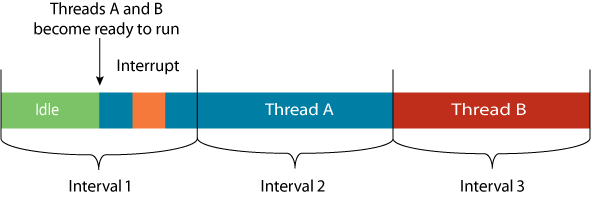 Threads A and B
become ready to run
Interrupt
Idle
Thread A
Thread B
Interval 1
Interval 2
Interval 3